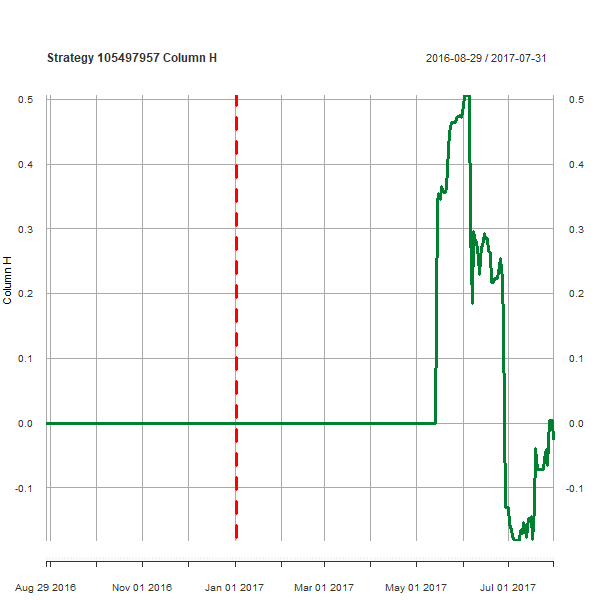 Strategy 105497957 Column H
2016-08-29 / 2017-07-31
0.5
0.4
0.3
0.2
0.1
0.0
-0.1
Column H
0.5
0.4
0.3
0.2
0.1
0.0
-0.1
Aug 29 2016
Nov 01 2016
Jan 01 2017
Mar 01 2017
May 01 2017
Jul 01 2017